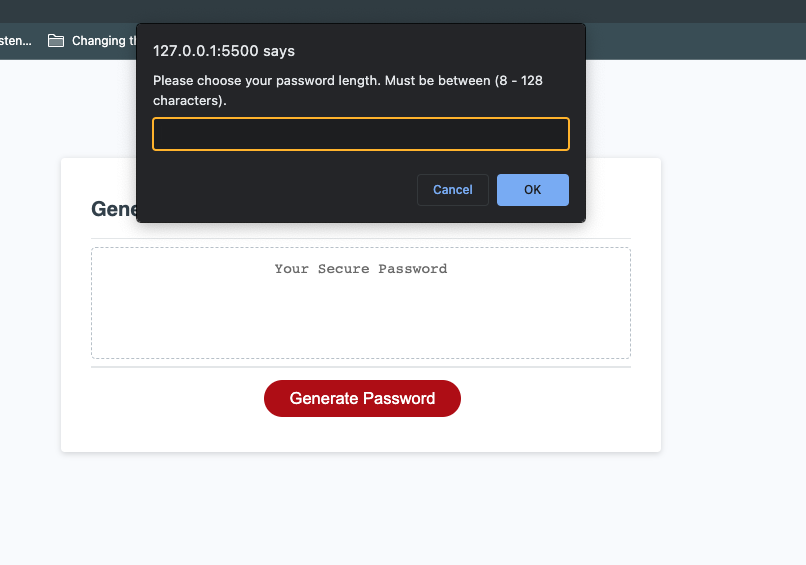 sten...
Changing t
127.0.0.1:5500 says
Please choose your password length. Must be between (8 - 128
characters).
Cancel
OK
Gene
Your Secure Password
Generate Password